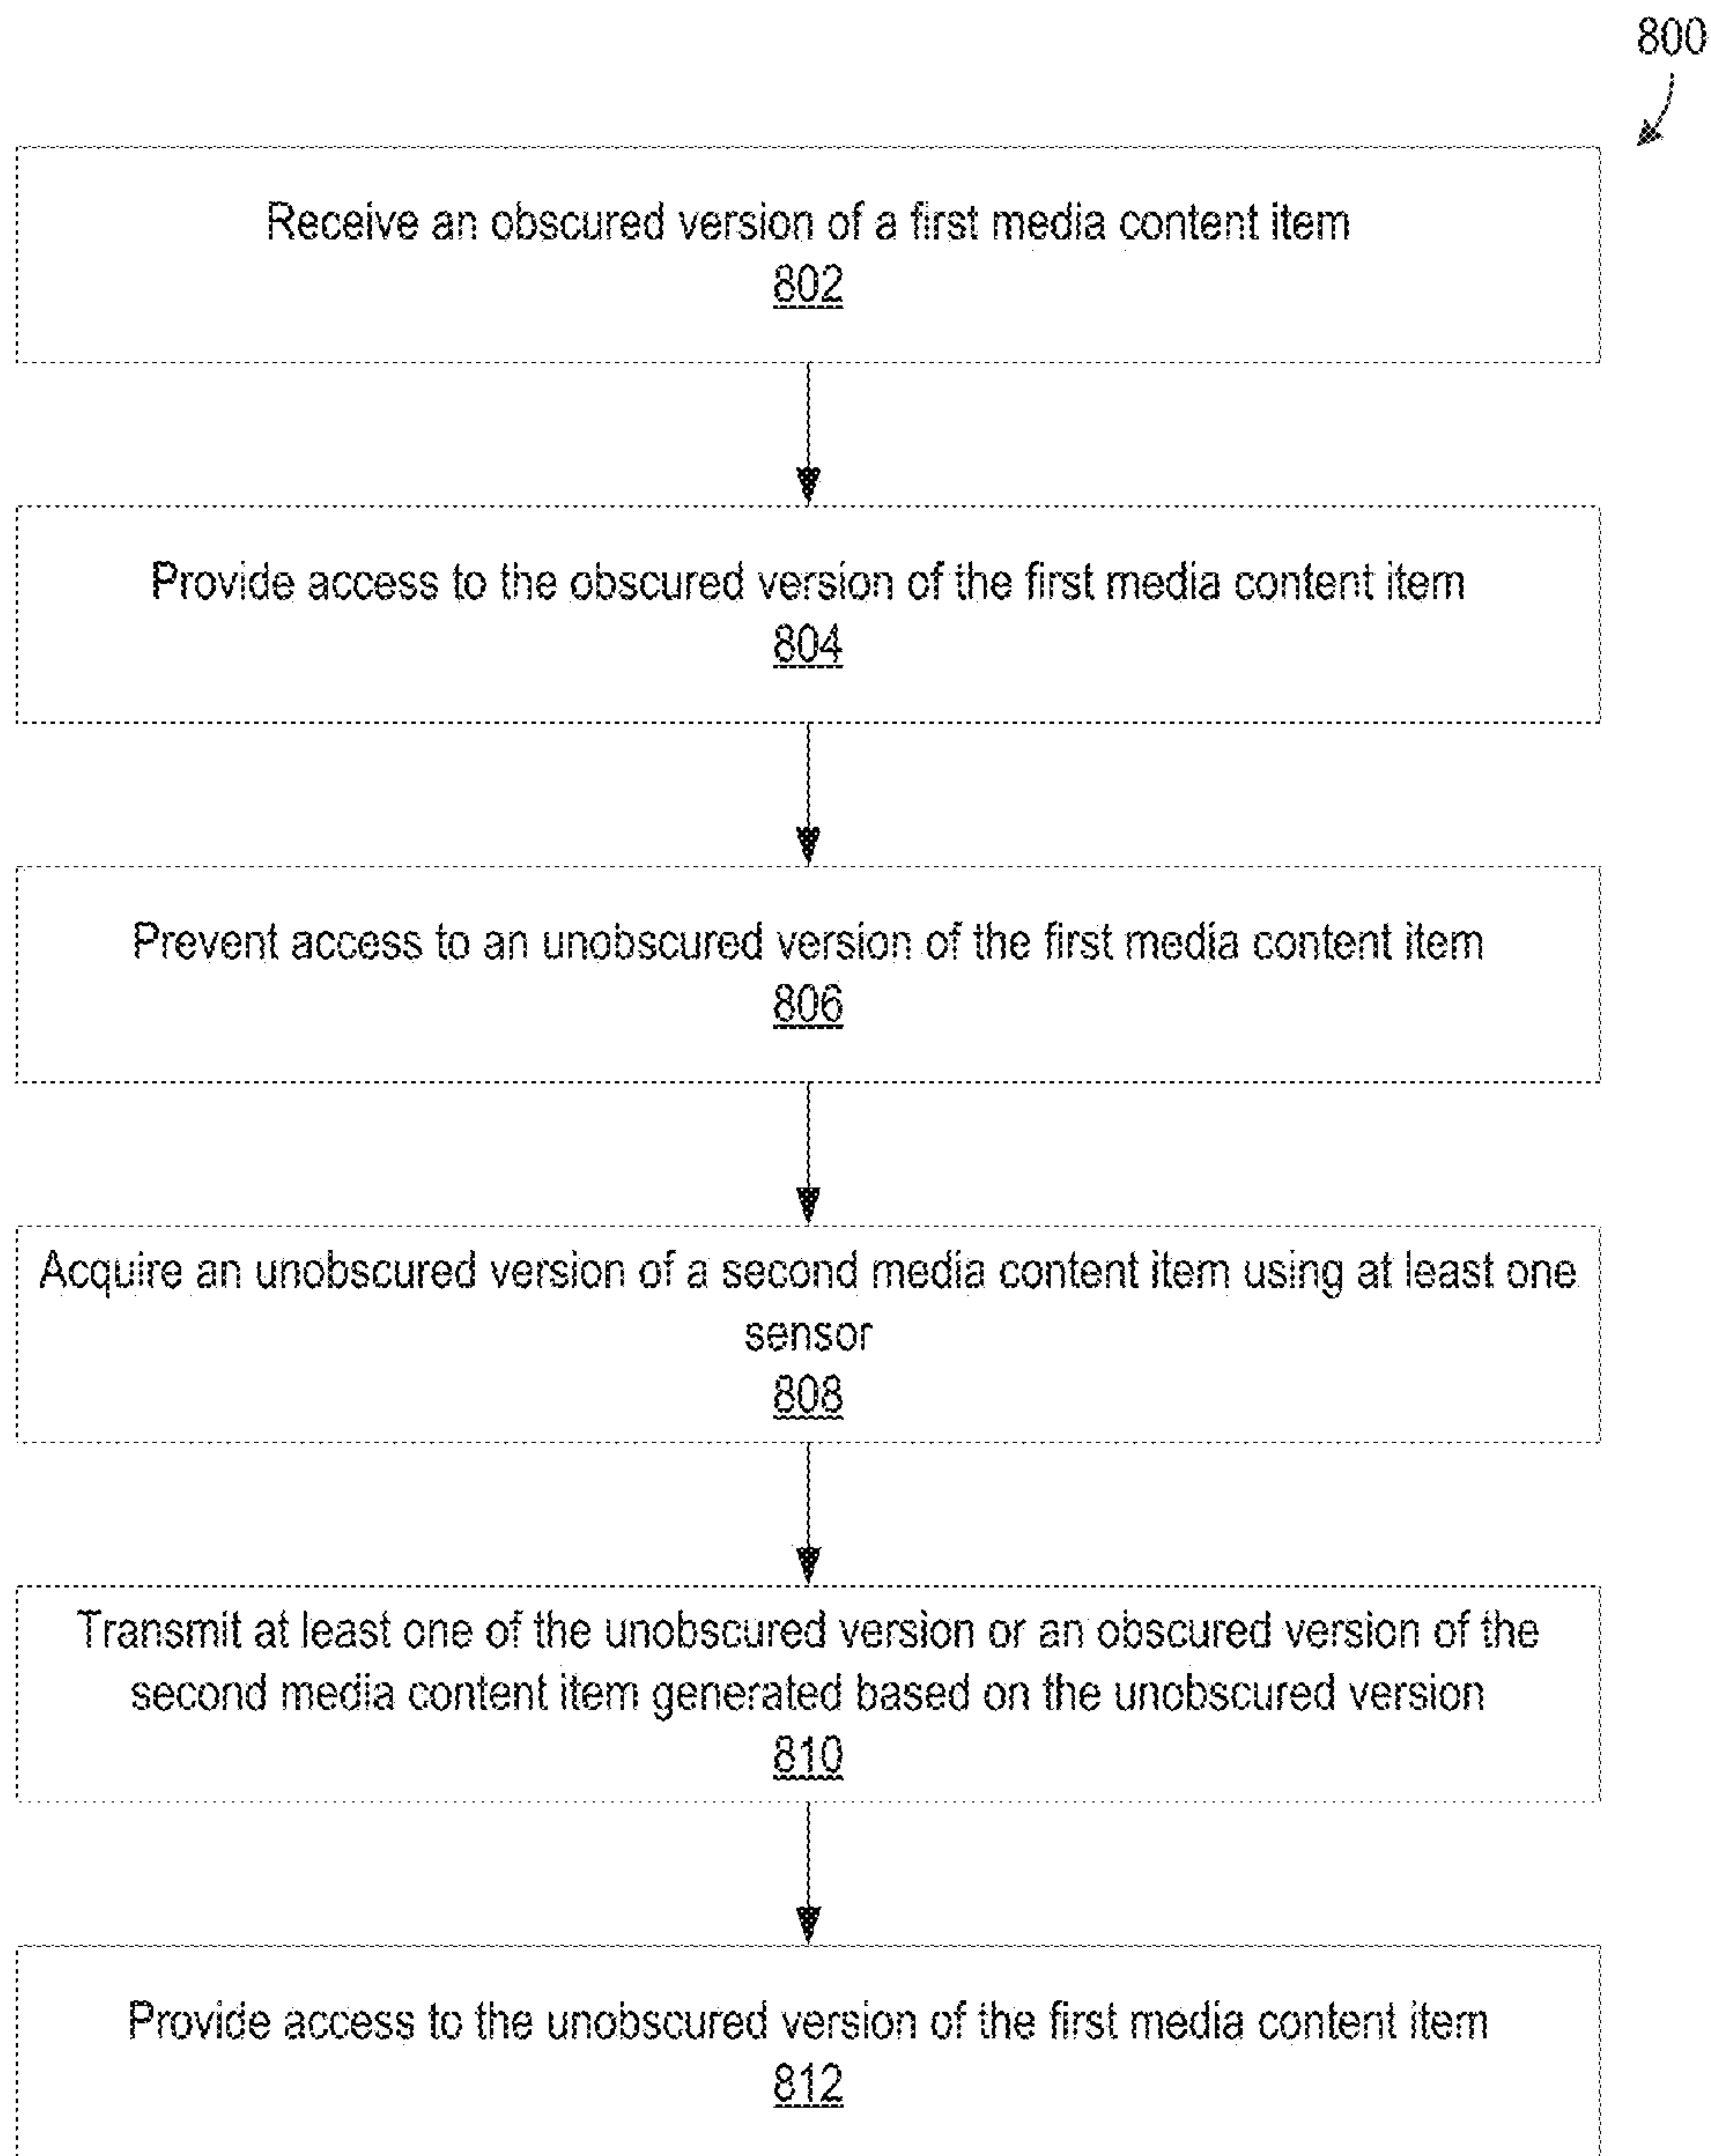 800
Receive an obscured version of a first media content item
802
Provide access to the obscured version of the first media content item
804
Prevent access to an unobscured version of the first media content item
806
Acquire an unobscured version of a second media content item using at least one
sensor
808
Transmit at least one of the unobscured version or an obscured version of the
second media content item generated based on the unobscured version
810
Provide access to the unobscured version of the first media content item
812